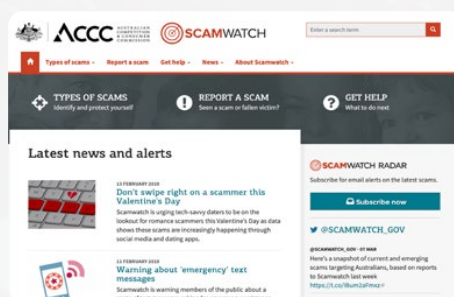 ACCC
AUSTRALIAN
COMPETITION
& CONSUMER
COMMISSION
SCAMWATCH
Enter a search term
Types of scams
Report a scam
Get help
News
About Scamwatch
TYPES OF SCAMS
Identify and protect yourself
REPORT A SCAM
Seen a scam or fallen victim?
GET HELP
What to do next
Latest news and alerts
13 FEBRUARY 2018
Don't swipe right on a scammer this
Valentine's Day
Scamwatch is urging tech-savvy daters to be on the
lookout for romance scammers this Valentine's Day as data
shows these scams are increasingly happening through
social media and dating apps.
Warning about 'emergency' text
messages
Scamwatch is warning members of the public about a
SCAMWATCH RADAR
Subscribe for email alerts on the latest scams.
Subscribe now
@SCAMWATCH_GOV
@SCAMWATCH_GOV · 07 MAR
Here's a snapshot of current and emerging
scams targeting Australians, based on reports
to Scamwatch last week